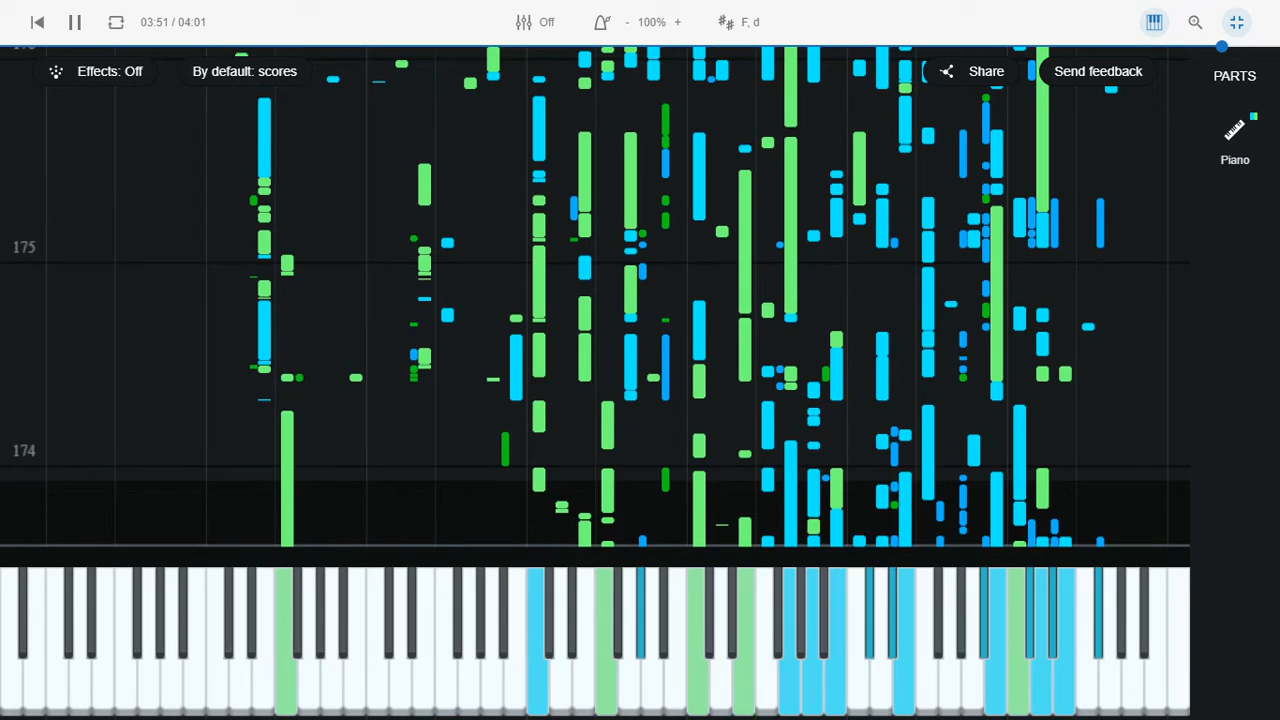 03:51 / 04:01
Off
- 100% +
F, d
Effects: Off
By default: scores
Share
Send feedback
PARTS
Piano
175
174